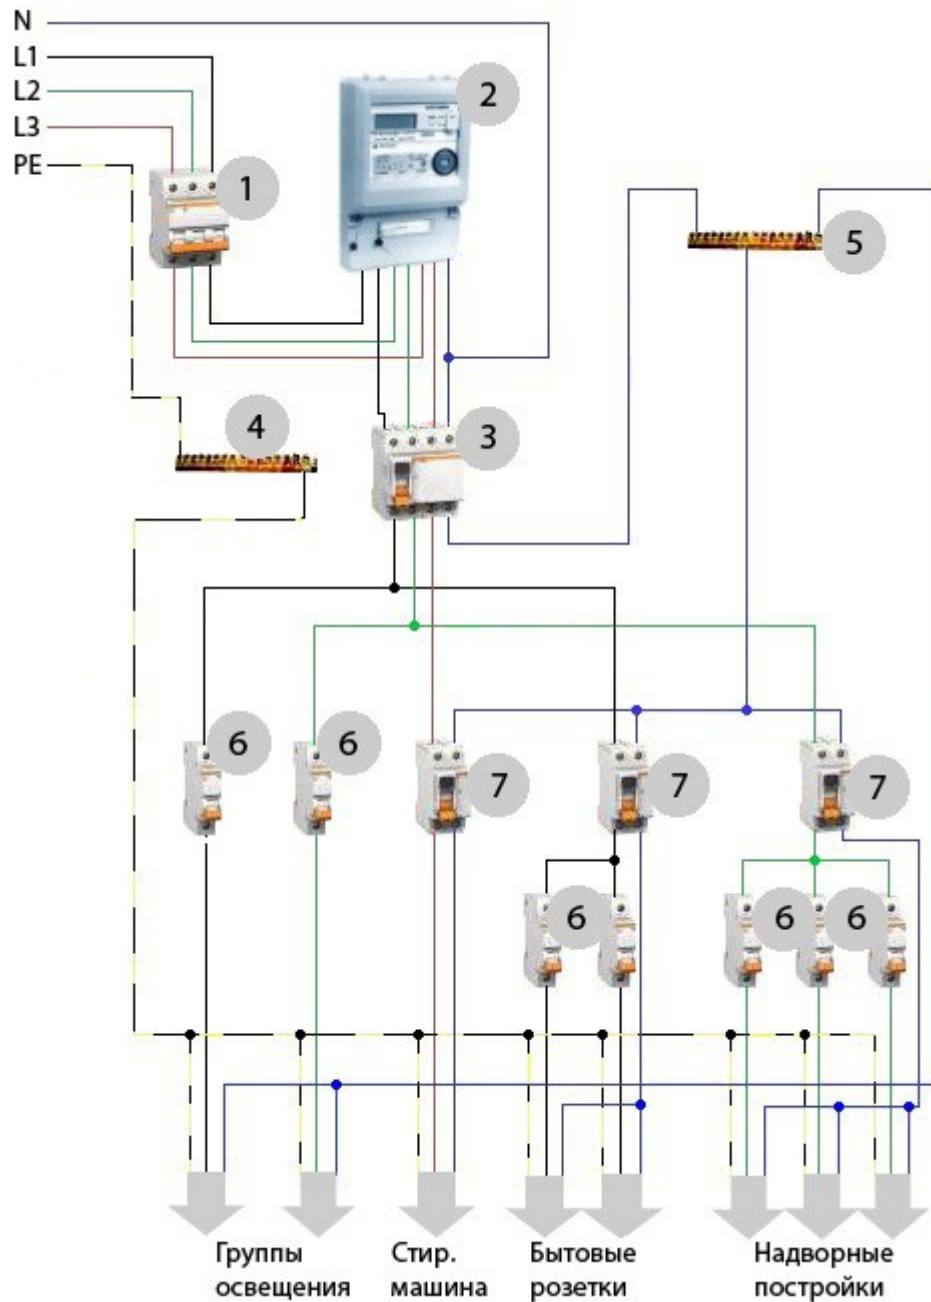 N
L1
L2
L3
PE
1
2
3
4
5
6
6
7
7
7
6
6
6
Группы
освещения
Стир.
машина
Бытовые
розетки
Надворные
постройки